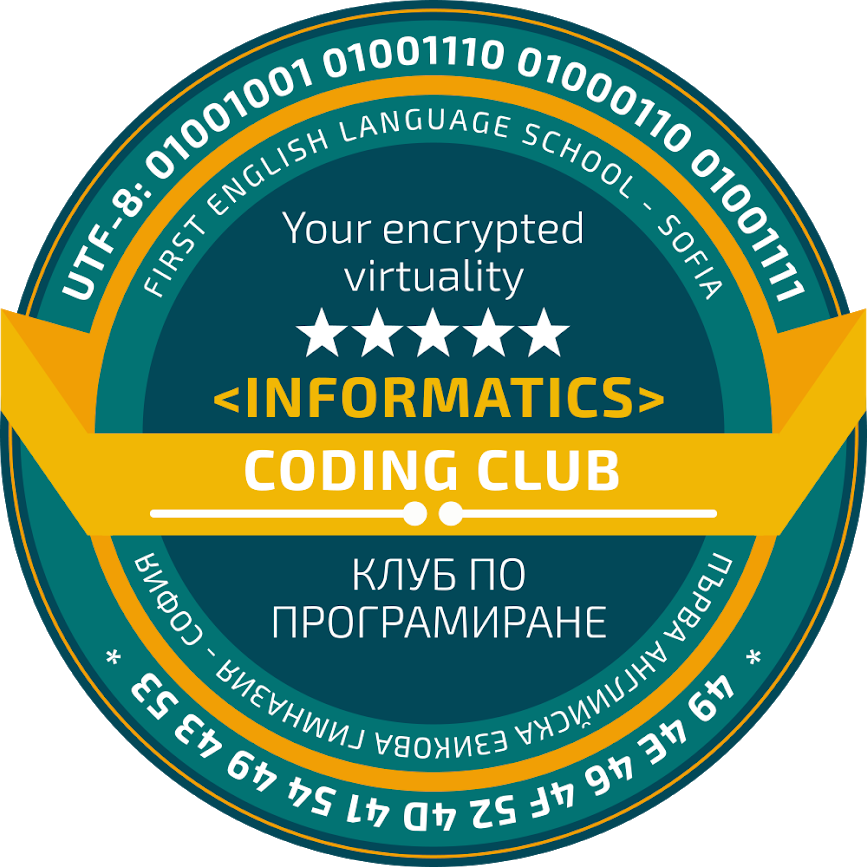 UTF-8: 01001001 01001110 01000110 01001111
FIRST ENGLISH LANGUAGE SCHOOL - SOFIA
Your encrypted
virtuality
<INFORMATICS>
CODING CLUB
КЛУБ ПО
ПРОГРАМИРАНЕ
ПЪРВА АНГЛИЙСКА ЕЗИКОВА ГИМНАЗИЯ - СОФИЯ
* 49 4E 46 4F 52 4D 41 54 49 43 53 *